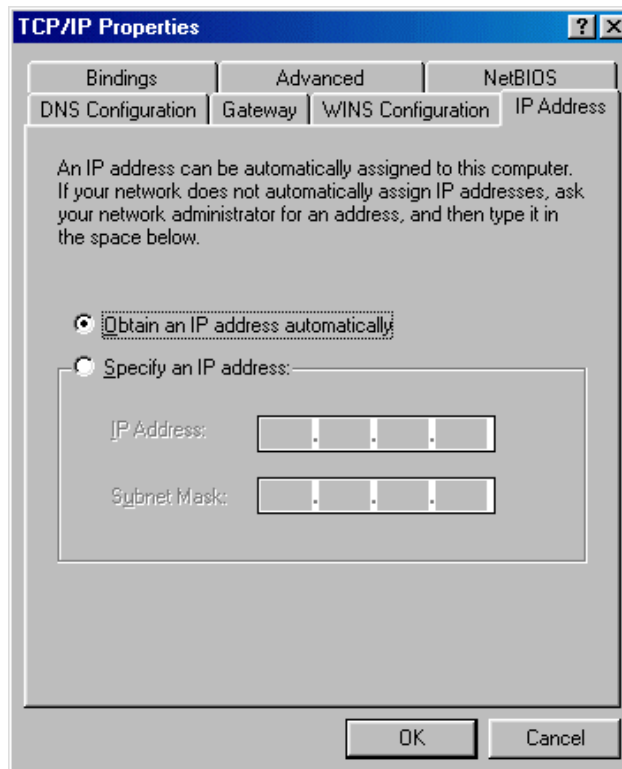 TCP/IP Properties
Bindings
Advanced
NetBIOS
DNS Configuration
Gateway
WINS Configuration
IP Address
An IP address can be automatically assigned to this computer.
If your network does not automatically assign IP addresses, ask
your network administrator for an address, and then type it in
the space below.
Obtain an IP address automatically
Specify an IP address:
IP Address:
. . .
Subnet Mask:
. . .
OK
Cancel